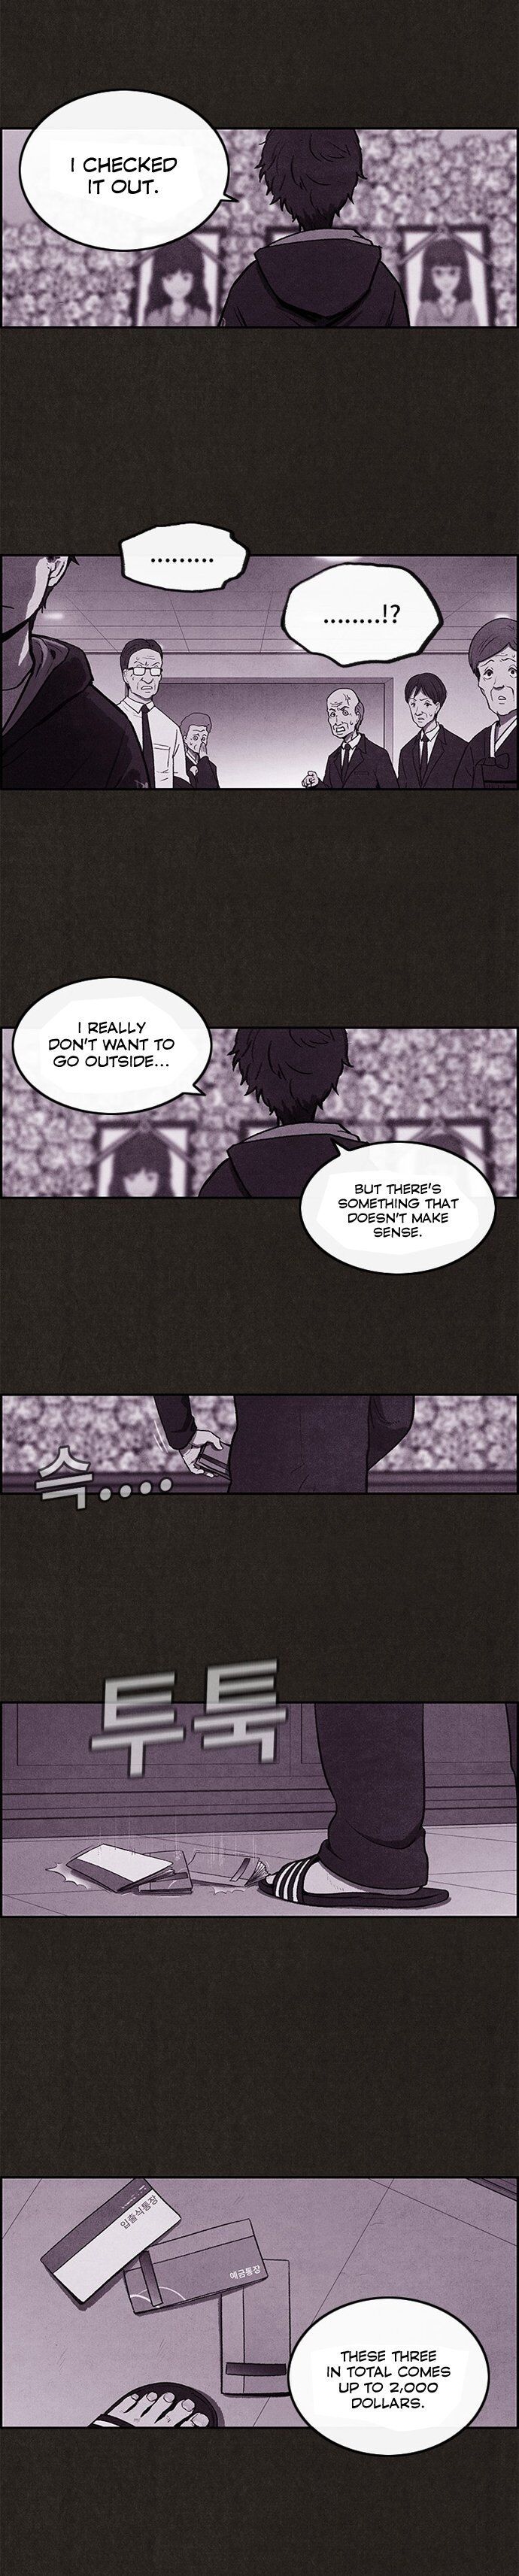 I CHECKED
IT OUT.
.........
........!?
I REALLY
DON'T WANT TO
GO OUTSIDE...
BUT THERE'S
SOMETHING THAT
DOESN'T MAKE
SENSE.
슥....
투툭
입출식통장
예금통장
THESE THREE
IN TOTAL COMES
UP TO 2,000
DOLLARS.